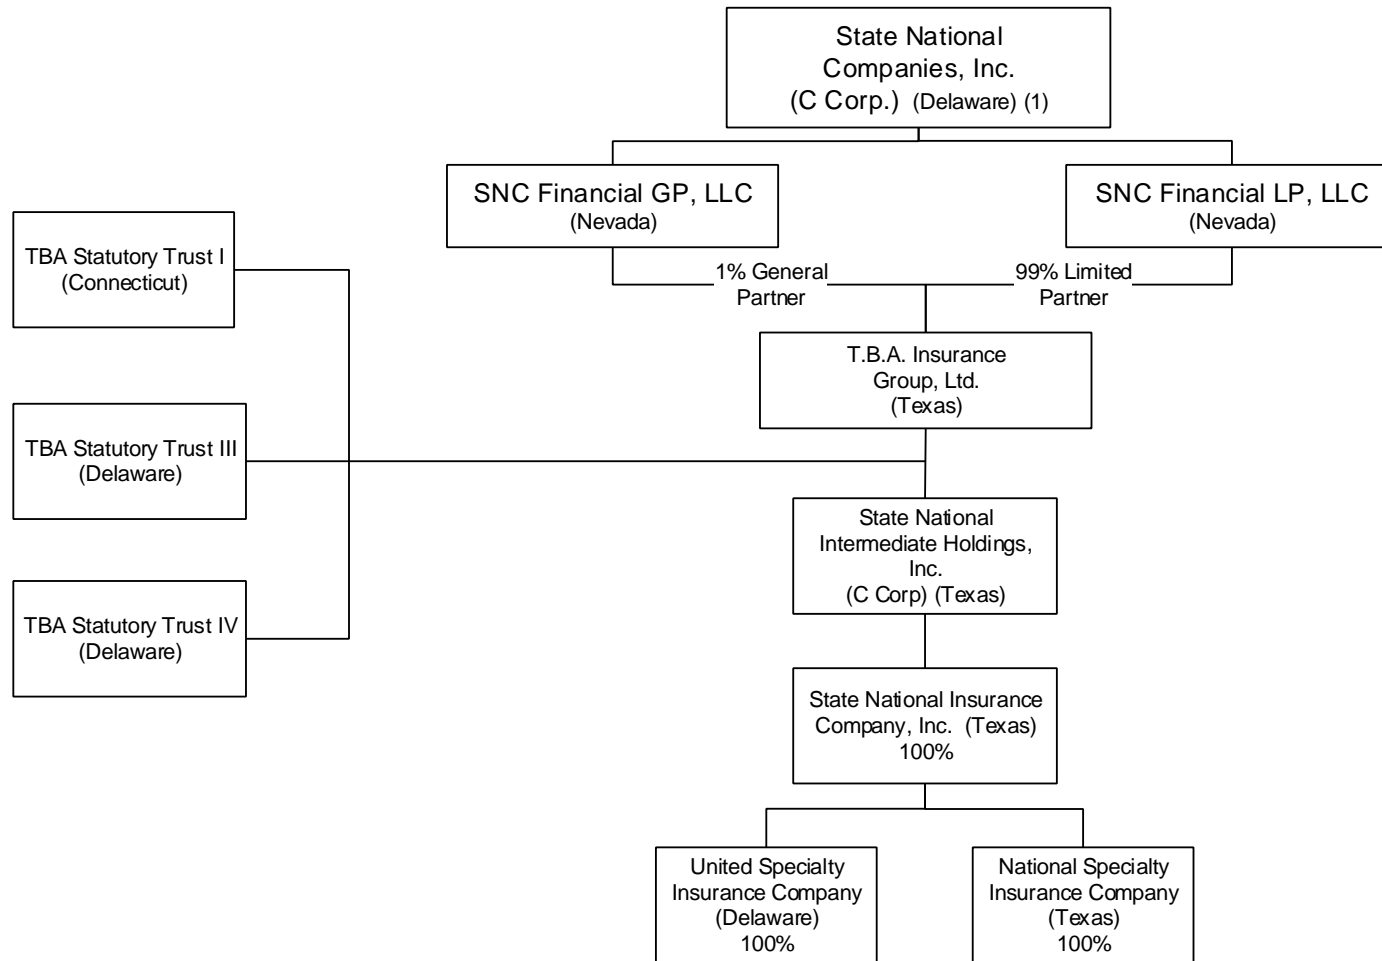 State National
Companies, Inc.
(C Corp.) (Delaware) (1)
SNC Financial GP, LLC
(Nevada)
SNC Financial LP, LLC
(Nevada)
TBA Statutory Trust I
(Connecticut)
1% General
Partner
99% Limited
Partner
T.B.A. Insurance
Group, Ltd.
(Texas)
TBA Statutory Trust III
(Delaware)
State National
Intermediate Holdings,
Inc.
(C Corp) (Texas)
TBA Statutory Trust IV
(Delaware)
State National Insurance
Company, Inc. (Texas)
100%
United Specialty
Insurance Company
(Delaware)
100%
National Specialty
Insurance Company
(Texas)
100%